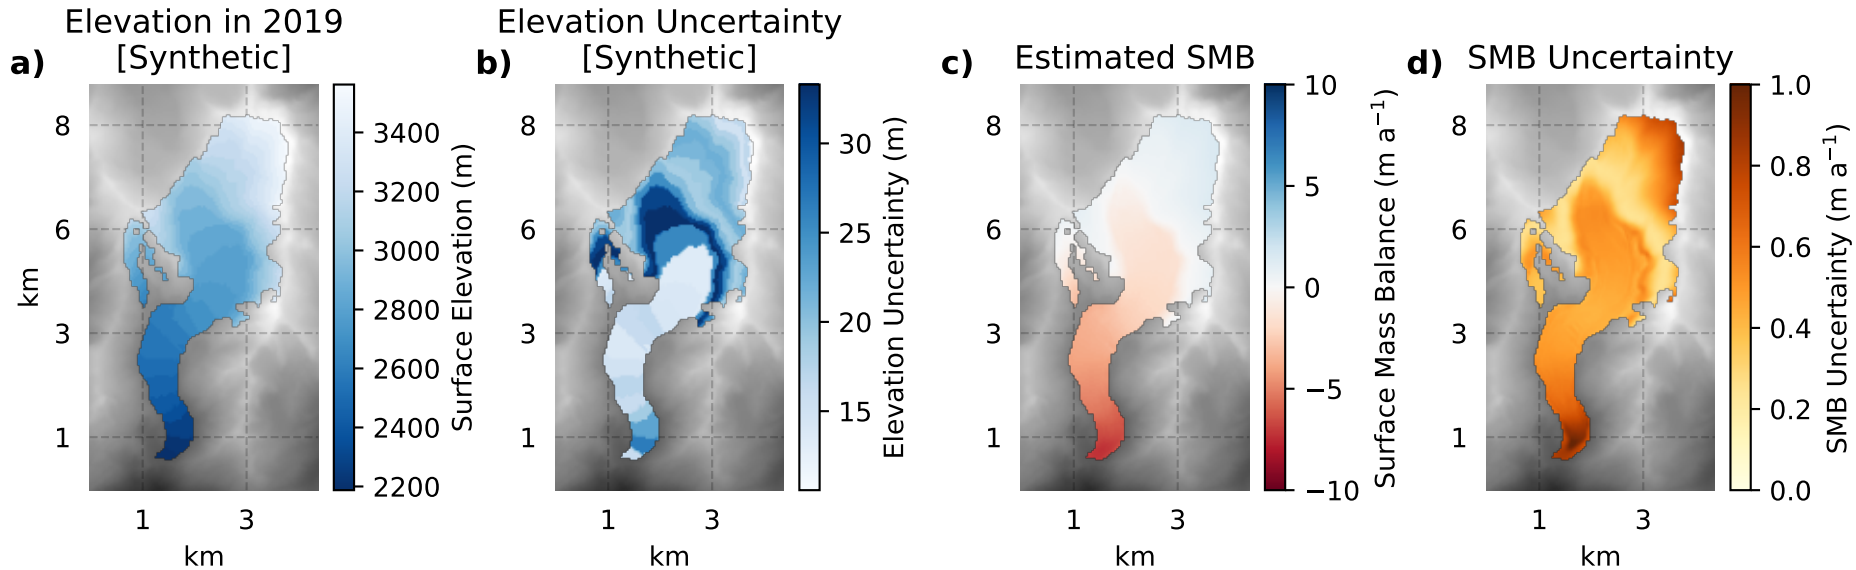 a)
Elevation in 2019
[Synthetic]
8
6
3
1
km
1
3
km
3400
3200
3000
2800
2600
2400
2200
Surface Elevation (m)
b)
Elevation Uncertainty
[Synthetic]
8
6
3
1
1
3
km
30
25
20
15
Elevation Uncertainty (m)
c)
Estimated SMB
8
6
3
1
1
3
km
10
5
0
−5
−10
Surface Mass Balance (m a⁻¹)
d)
SMB Uncertainty
8
6
3
1
1
3
km
1.0
0.8
0.6
0.4
0.2
0.0
SMB Uncertainty (m a⁻¹)